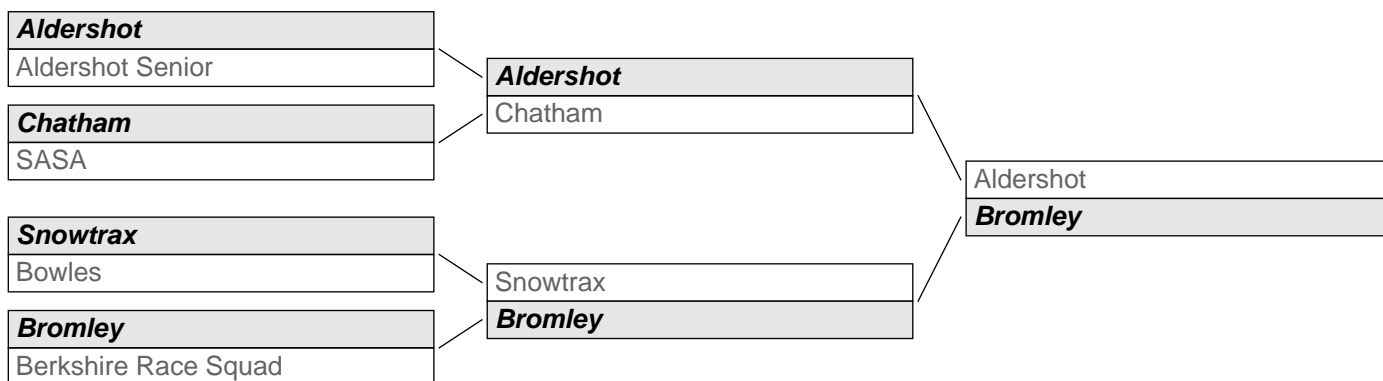 Aldershot
Aldershot Senior
Chatham
SASA
Snowtrax
Bowles
Bromley
Berkshire Race Squad
Aldershot
Chatham
Snowtrax
Bromley
Aldershot
Bromley